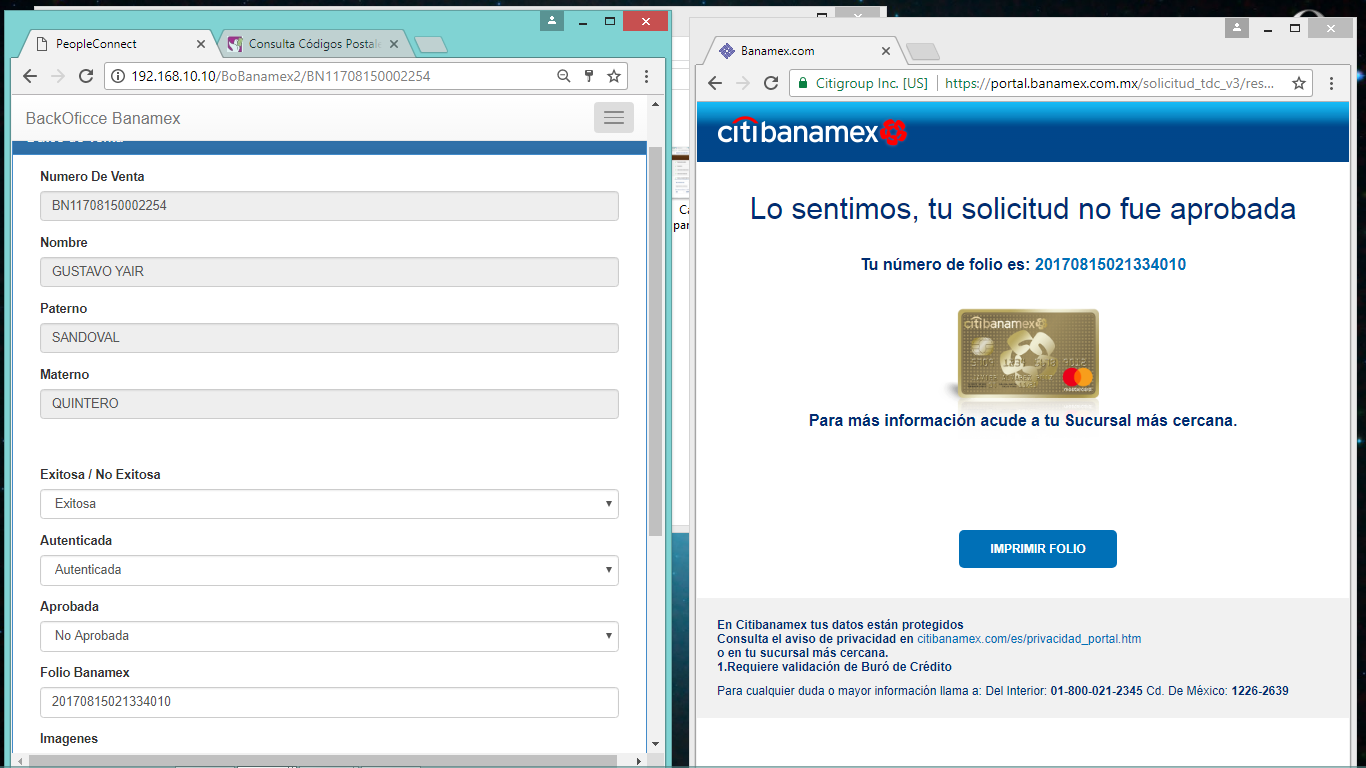 PeopleConnect
Consulta Códigos Postale
192.168.10.10/BoBanamex2/BN11708150002254
BackOficce Banamex
Numero De Venta
BN11708150002254
Nombre
GUSTAVO YAIR
Paterno
SANDOVAL
Materno
QUINTERO
Exitosa / No Exitosa
Exitosa
Autenticada
Autenticada
Aprobada
No Aprobada
Folio Banamex
20170815021334010
Imagenes
Ca
par
Banamex.com
Citigroup Inc. [US]
https://portal.banamex.com.mx/solicitud_tdc_v3/res...
citibanamex
Lo sentimos, tu solicitud no fue aprobada
Tu número de folio es: 20170815021334010
citibanamex
Para más información acude a tu Sucursal más cercana.
IMPRIMIR FOLIO
En Citibanamex tus datos están protegidos
Consulta el aviso de privacidad en citibanamex.com/es/privacidad_portal.htm
o en tu sucursal más cercana.
1.Requiere validación de Buró de Crédito
Para cualquier duda o mayor información llama a: Del Interior: 01-800-021-2345 Cd. De México: 1226-2639